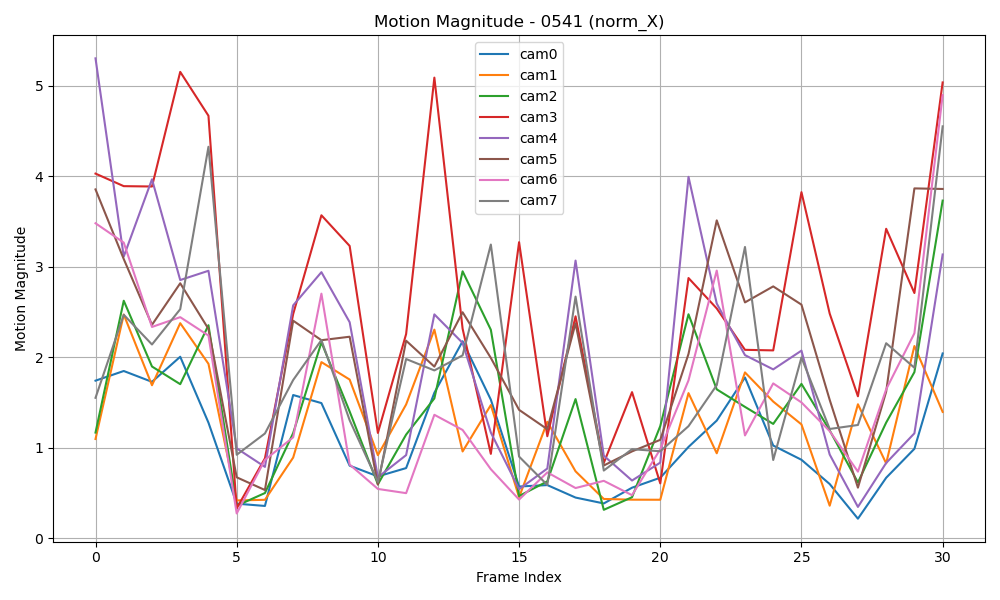 Motion Magnitude - 0541 (norm_X)
cam0
cam1
cam2
cam3
cam4
cam5
cam6
cam7
Motion Magnitude
5
4
3
2
1
0
0 5 10 15 20 25 30
Frame Index